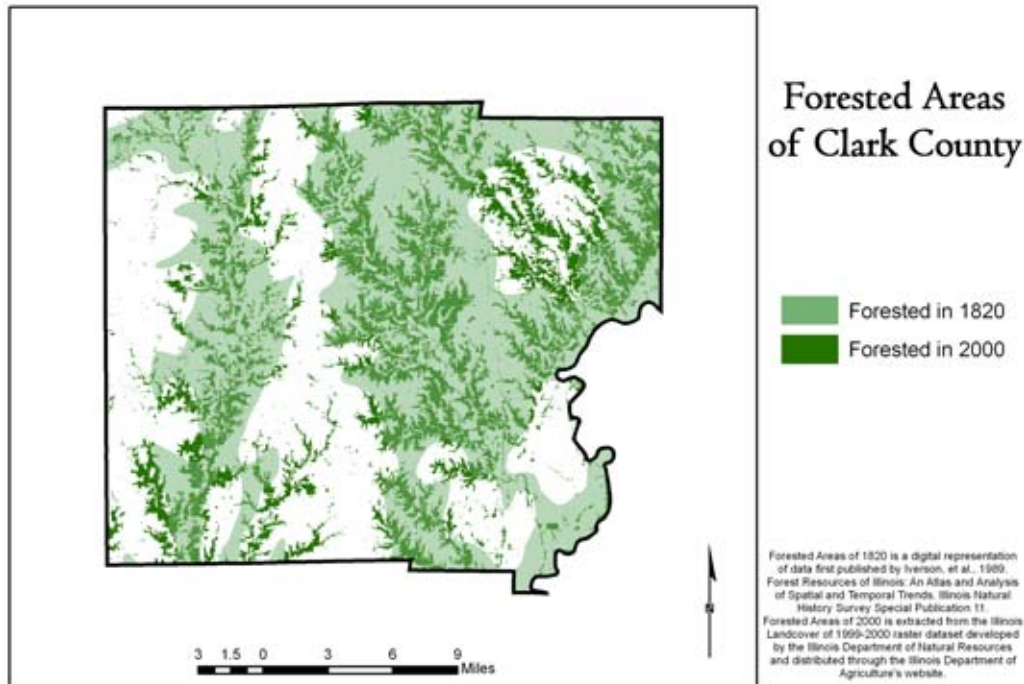 Forested Areas
of Clark County
Forested in 1820
Forested in 2000
Forested Areas of 1820 is a digital representation
of data first published by Iverson, et al., 1989.
Forest Resources of Illinois: An Atlas and Analysis
of Spatial and Temporal Trends. Illinois Natural
History Survey Special Publication 11.
Forested Areas of 2000 is extracted from the Illinois
Landcover of 1999-2000 raster dataset developed
by the Illinois Department of Natural Resources
and distributed through the Illinois Department of
Agriculture's website.
N
3 1.5 0 3 6 9
Miles